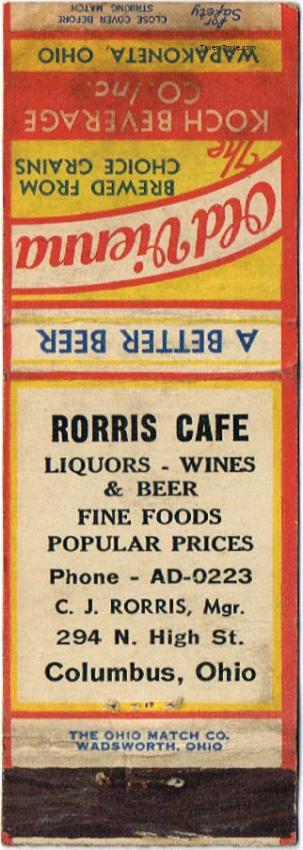 for Safety
CLOSE COVER BEFORE
STRIKING MATCH
TavernTrove.com
A BETTER BEER
Old Vienna
BREWED FROM
CHOICE GRAINS
The
KOCH BEVERAGE
CO. Inc.
WAPAKONETA, OHIO
RORRIS CAFE
LIQUORS - WINES
& BEER
FINE FOODS
POPULAR PRICES
Phone - AD-0223
C. J. RORRIS, Mgr.
294 N. High St.
Columbus, Ohio
THE OHIO MATCH CO.
WADSWORTH, OHIO